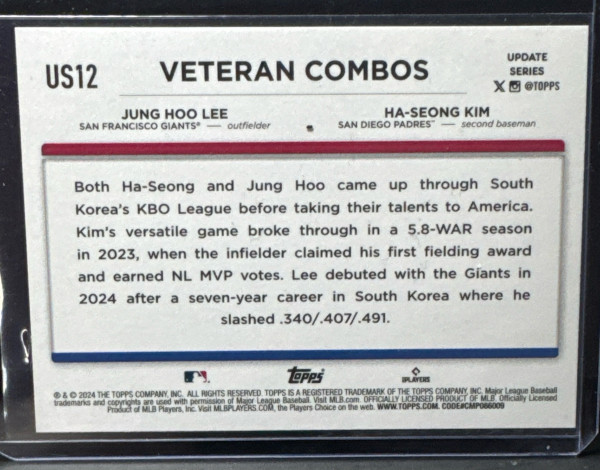 US12
VETERAN COMBOS
UPDATE
SERIES
X @TOPPS
JUNG HOO LEE
SAN FRANCISCO GIANTS® — outfielder
HA-SEONG KIM
SAN DIEGO PADRES™ — second baseman
Both Ha-Seong and Jung Hoo came up through South
Korea's KBO League before taking their talents to America.
Kim's versatile game broke through in a 5.8-WAR season
in 2023, when the infielder claimed his first fielding award
and earned NL MVP votes. Lee debuted with the Giants in
2024 after a seven-year career in South Korea where he
slashed .340/.407/.491.
Topps
PLAYERS
® & © 2024 THE TOPPS COMPANY, INC. ALL RIGHTS RESERVED. TOPPS IS A REGISTERED TRADEMARK OF THE TOPPS COMPANY, INC. Major League Baseball
trademarks and copyrights are used with permission of Major League Baseball. Visit MLB.com. OFFICIALLY LICENSED PRODUCT OF MLB. Officially Licensed
Product of MLB Players, Inc. Visit MLBPLAYERS.COM, the Players Choice on the web. WWW.TOPPS.COM. CODE#CMP086009